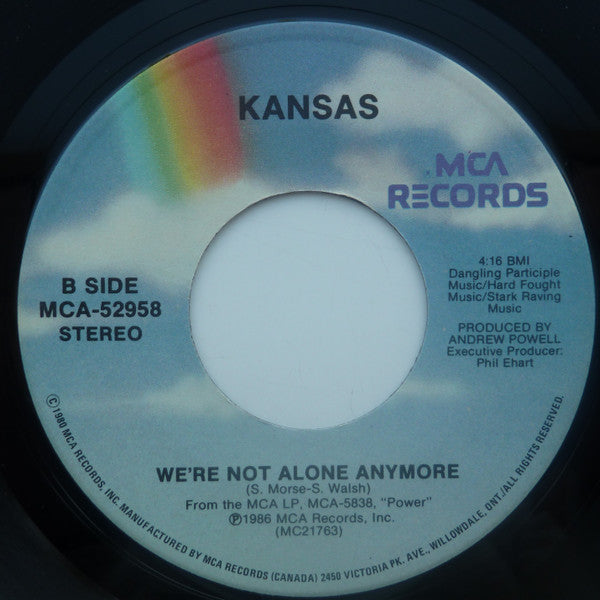 KANSAS
MCA
RECORDS
B SIDE
MCA-52958
STEREO
4:16 BMI
Dangling Participle
Music/Hard Fought
Music/Stark Raving
Music
PRODUCED BY
ANDREW POWELL
Executive Producer:
Phil Ehart
WE'RE NOT ALONE ANYMORE
(S. Morse-S. Walsh)
From the MCA LP, MCA-5838, "Power"
℗1986 MCA Records, Inc.
(MC21763)
©1980 MCA RECORDS, INC. MANUFACTURED BY MCA RECORDS (CANADA) 2450 VICTORIA PK. AVE., WILLOWDALE, ONT./ALL RIGHTS RESERVED.